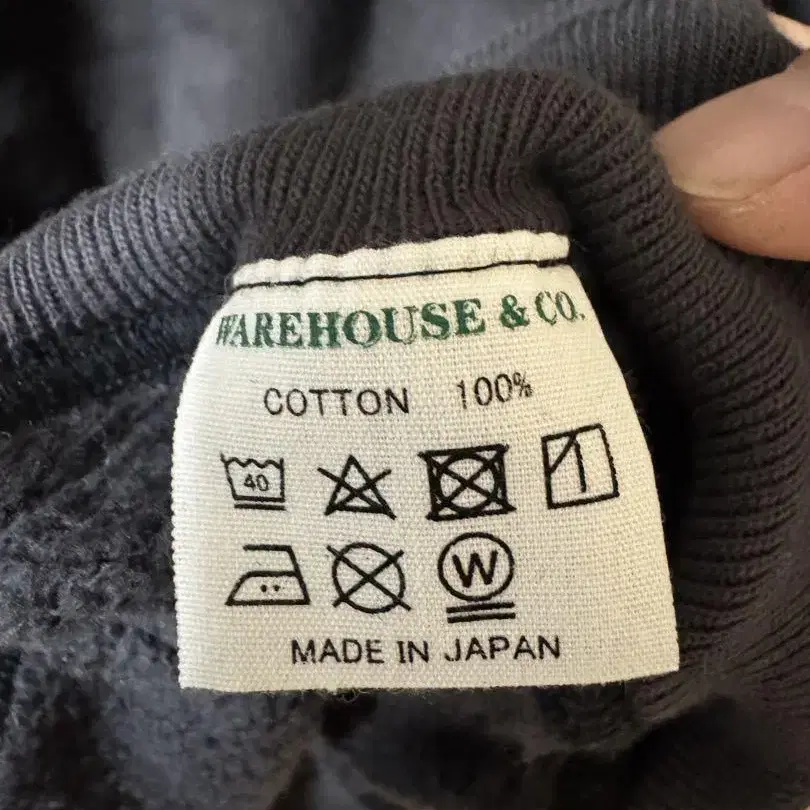 WAREHOUSE & CO.
COTTON 100%
40
W
MADE IN JAPAN